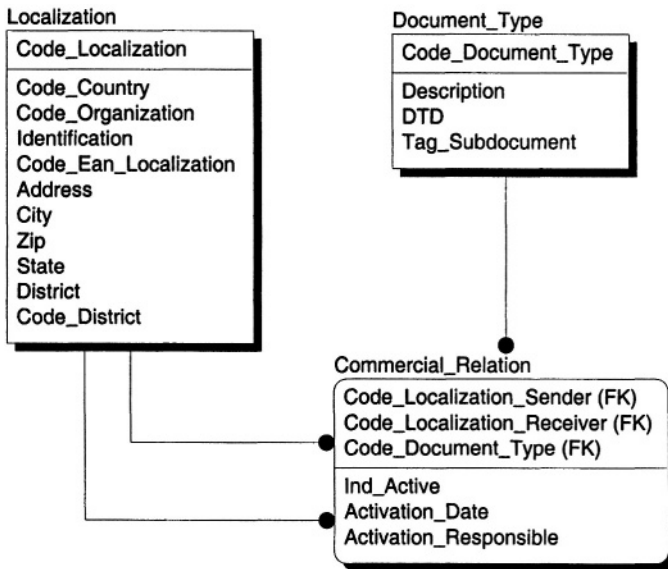 Localization
Code_Localization
Code_Country
Code_Organization
Identification
Code_Ean_Localization
Address
City
Zip
State
District
Code_District
Document_Type
Code_Document_Type
Description
DTD
Tag_Subdocument
Commercial_Relation
Code_Localization_Sender (FK)
Code_Localization_Receiver (FK)
Code_Document_Type (FK)
Ind_Active
Activation_Date
Activation_Responsible